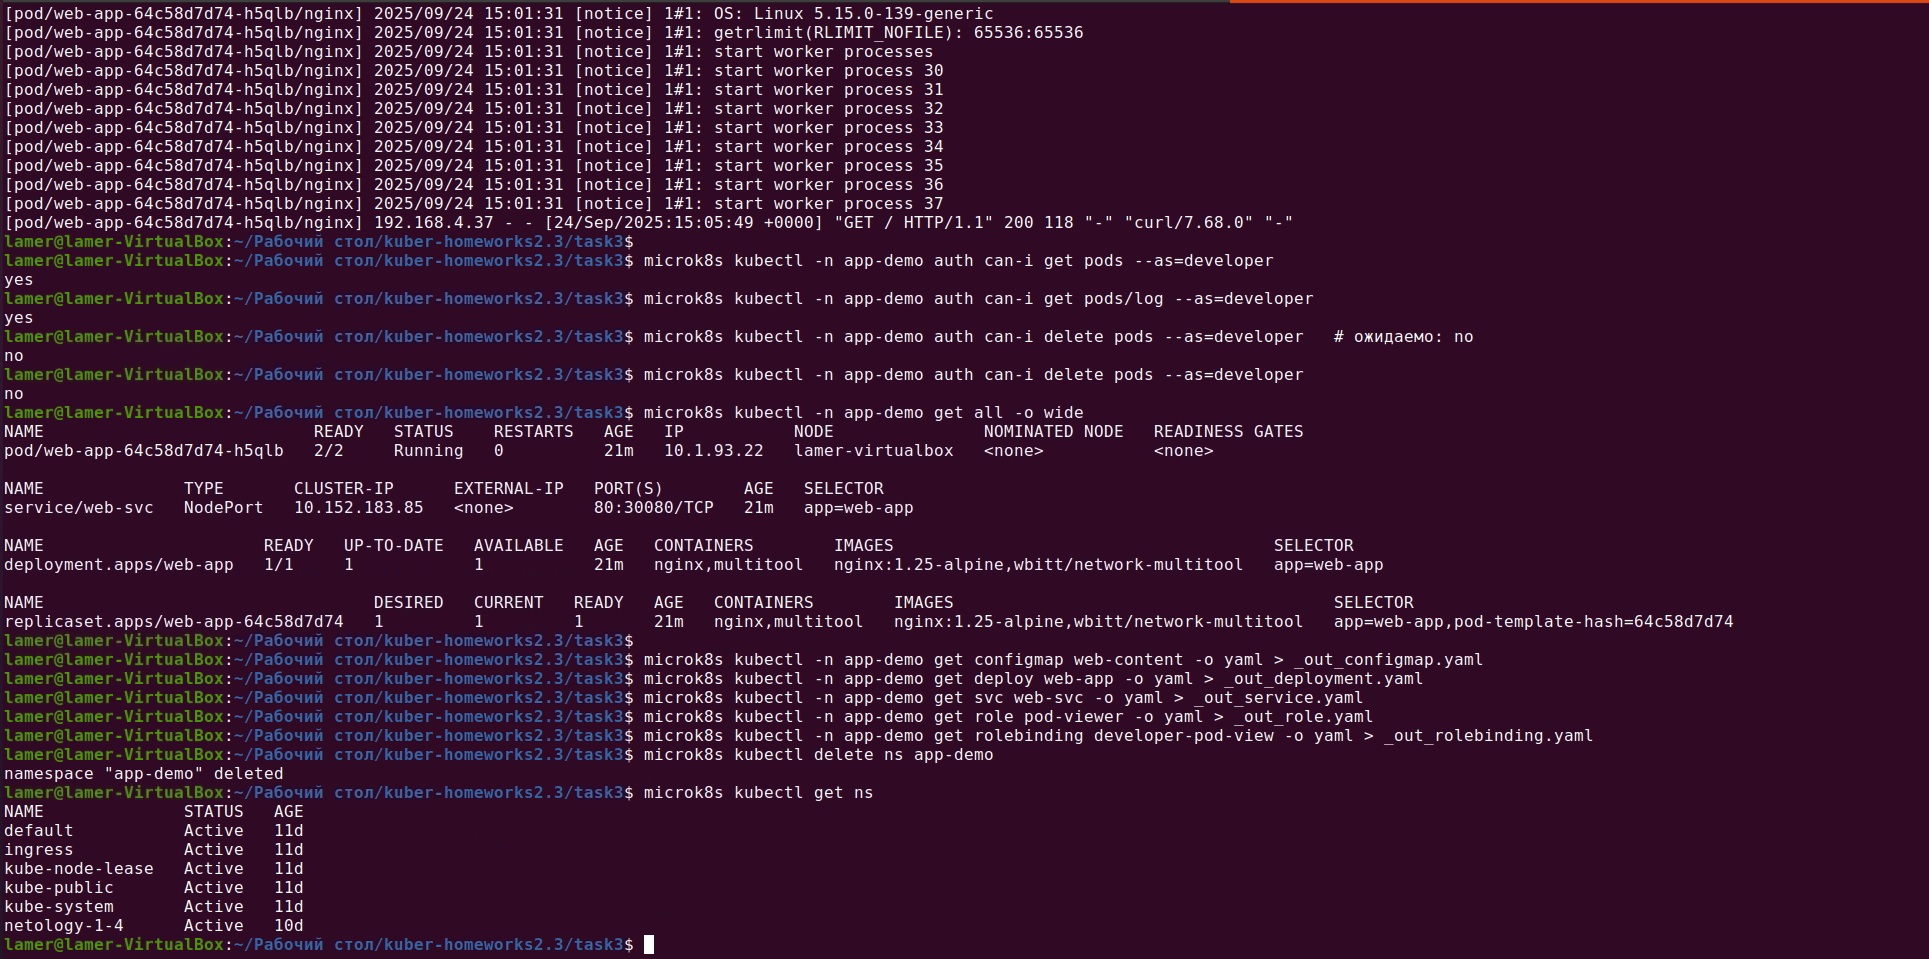 [pod/web-app-64c58d7d74-h5qlb/nginx] 2025/09/24 15:01:31 [notice] 1#1: OS: Linux 5.15.0-139-generic
[pod/web-app-64c58d7d74-h5qlb/nginx] 2025/09/24 15:01:31 [notice] 1#1: getrlimit(RLIMIT_NOFILE): 65536:65536
[pod/web-app-64c58d7d74-h5qlb/nginx] 2025/09/24 15:01:31 [notice] 1#1: start worker processes
[pod/web-app-64c58d7d74-h5qlb/nginx] 2025/09/24 15:01:31 [notice] 1#1: start worker process 30
[pod/web-app-64c58d7d74-h5qlb/nginx] 2025/09/24 15:01:31 [notice] 1#1: start worker process 31
[pod/web-app-64c58d7d74-h5qlb/nginx] 2025/09/24 15:01:31 [notice] 1#1: start worker process 32
[pod/web-app-64c58d7d74-h5qlb/nginx] 2025/09/24 15:01:31 [notice] 1#1: start worker process 33
[pod/web-app-64c58d7d74-h5qlb/nginx] 2025/09/24 15:01:31 [notice] 1#1: start worker process 34
[pod/web-app-64c58d7d74-h5qlb/nginx] 2025/09/24 15:01:31 [notice] 1#1: start worker process 35
[pod/web-app-64c58d7d74-h5qlb/nginx] 2025/09/24 15:01:31 [notice] 1#1: start worker process 36
[pod/web-app-64c58d7d74-h5qlb/nginx] 2025/09/24 15:01:31 [notice] 1#1: start worker process 37
[pod/web-app-64c58d7d74-h5qlb/nginx] 192.168.4.37 - - [24/Sep/2025:15:05:49 +0000] "GET / HTTP/1.1" 200 118 "-" "curl/7.68.0" "-"
lamer@lamer-VirtualBox:~/Рабочий стол/kuber-homeworks2.3/task3$
lamer@lamer-VirtualBox:~/Рабочий стол/kuber-homeworks2.3/task3$ microk8s kubectl -n app-demo auth can-i get pods --as=developer
yes
lamer@lamer-VirtualBox:~/Рабочий стол/kuber-homeworks2.3/task3$ microk8s kubectl -n app-demo auth can-i get pods/log --as=developer
yes
lamer@lamer-VirtualBox:~/Рабочий стол/kuber-homeworks2.3/task3$ microk8s kubectl -n app-demo auth can-i delete pods --as=developer   # ожидаемо: no
no
lamer@lamer-VirtualBox:~/Рабочий стол/kuber-homeworks2.3/task3$ microk8s kubectl -n app-demo auth can-i delete pods --as=developer
no
lamer@lamer-VirtualBox:~/Рабочий стол/kuber-homeworks2.3/task3$ microk8s kubectl -n app-demo get all -o wide
NAME                           READY   STATUS    RESTARTS   AGE   IP           NODE               NOMINATED NODE   READINESS GATES
pod/web-app-64c58d7d74-h5qlb   2/2     Running   0          21m   10.1.93.22   lamer-virtualbox   <none>           <none>
NAME              TYPE       CLUSTER-IP      EXTERNAL-IP   PORT(S)        AGE   SELECTOR
service/web-svc   NodePort   10.152.183.85   <none>        80:30080/TCP   21m   app=web-app
NAME                      READY   UP-TO-DATE   AVAILABLE   AGE   CONTAINERS        IMAGES                                      SELECTOR
deployment.apps/web-app   1/1     1            1           21m   nginx,multitool   nginx:1.25-alpine,wbitt/network-multitool   app=web-app
NAME                                 DESIRED   CURRENT   READY   AGE   CONTAINERS        IMAGES                                      SELECTOR
replicaset.apps/web-app-64c58d7d74   1         1         1       21m   nginx,multitool   nginx:1.25-alpine,wbitt/network-multitool   app=web-app,pod-template-hash=64c58d7d74
lamer@lamer-VirtualBox:~/Рабочий стол/kuber-homeworks2.3/task3$
lamer@lamer-VirtualBox:~/Рабочий стол/kuber-homeworks2.3/task3$ microk8s kubectl -n app-demo get configmap web-content -o yaml > _out_configmap.yaml
lamer@lamer-VirtualBox:~/Рабочий стол/kuber-homeworks2.3/task3$ microk8s kubectl -n app-demo get deploy web-app -o yaml > _out_deployment.yaml
lamer@lamer-VirtualBox:~/Рабочий стол/kuber-homeworks2.3/task3$ microk8s kubectl -n app-demo get svc web-svc -o yaml > _out_service.yaml
lamer@lamer-VirtualBox:~/Рабочий стол/kuber-homeworks2.3/task3$ microk8s kubectl -n app-demo get role pod-viewer -o yaml > _out_role.yaml
lamer@lamer-VirtualBox:~/Рабочий стол/kuber-homeworks2.3/task3$ microk8s kubectl -n app-demo get rolebinding developer-pod-view -o yaml > _out_rolebinding.yaml
lamer@lamer-VirtualBox:~/Рабочий стол/kuber-homeworks2.3/task3$ microk8s kubectl delete ns app-demo
namespace "app-demo" deleted
lamer@lamer-VirtualBox:~/Рабочий стол/kuber-homeworks2.3/task3$ microk8s kubectl get ns
NAME              STATUS   AGE
default           Active   11d
ingress           Active   11d
kube-node-lease   Active   11d
kube-public       Active   11d
kube-system       Active   11d
netology-1-4      Active   10d
lamer@lamer-VirtualBox:~/Рабочий стол/kuber-homeworks2.3/task3$